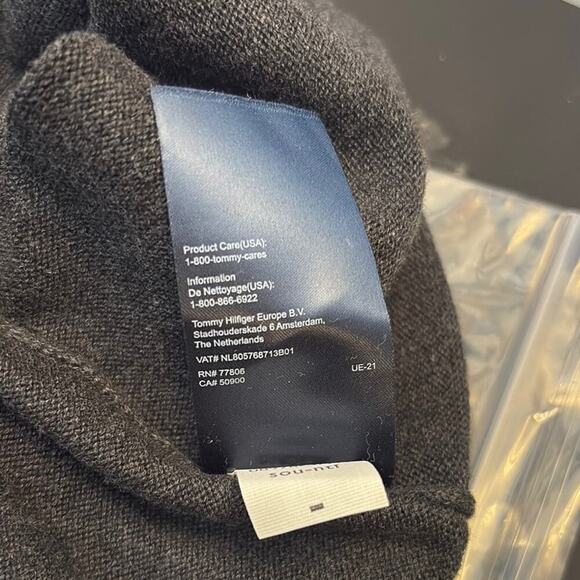 Product Care(USA):
1-800-tommy-cares
Information
De Nettoyage(USA):
1-800-866-6922
Tommy Hilfiger Europe B.V.
Stadhouderskade 6 Amsterdam,
The Netherlands
VAT# NL805768713B01
RN# 77806
CA# 50900
UE-21